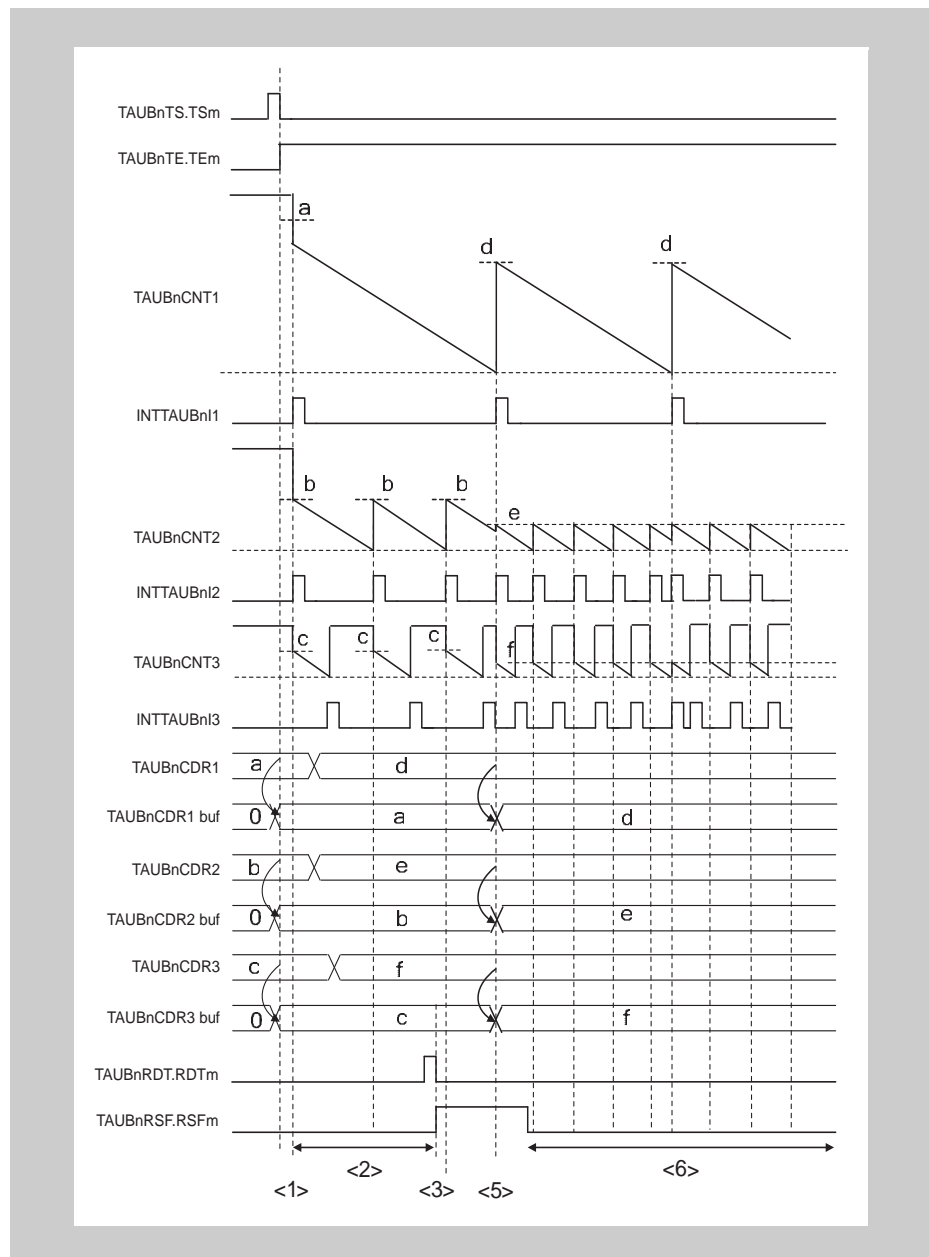 TAUBnTS.TSm
TAUBnTE.TEm
a
d
d
TAUBnCNT1
INTTAUBnI1
b
b
b
e
TAUBnCNT2
INTTAUBnI2
c
c
c
f
TAUBnCNT3
INTTAUBnI3
TAUBnCDR1
a
d
TAUBnCDR1 buf
0
a
d
TAUBnCDR2
b
e
TAUBnCDR2 buf
0
b
e
TAUBnCDR3
c
f
TAUBnCDR3 buf
0
c
f
TAUBnRDT.RDTm
TAUBnRSF.RSFm
<2>
<6>
<1>
<3>
<5>